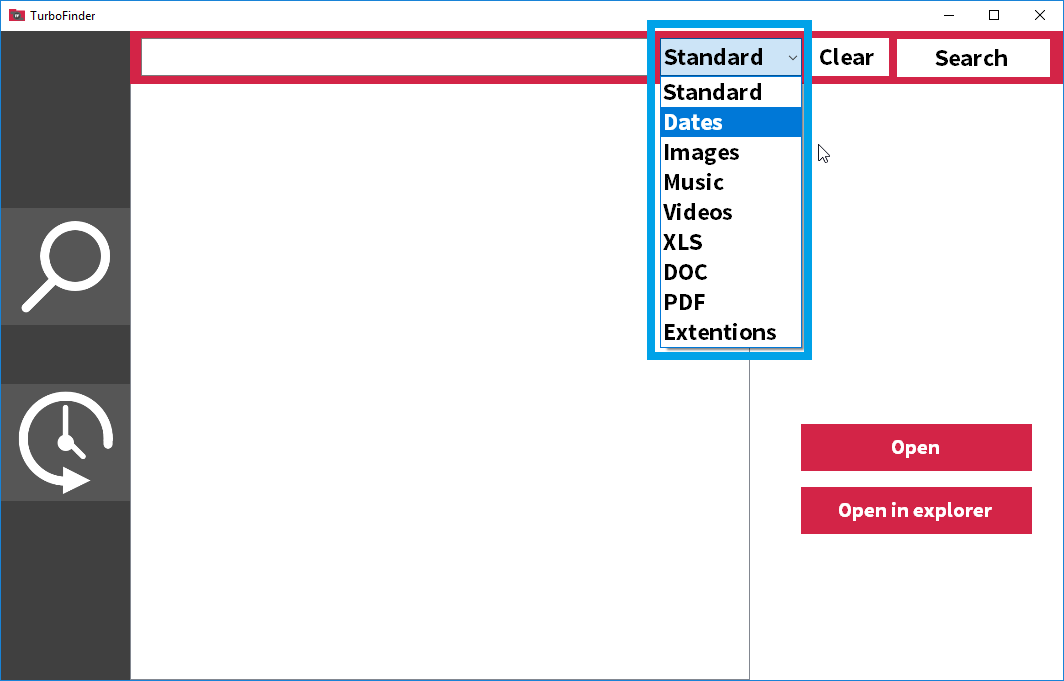 TurboFinder
Standard Clear Search
Standard
Dates
Images
Music
Videos
XLS
DOC
PDF
Extentions
Open
Open in explorer